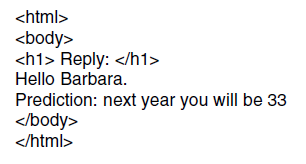 <html>
<body>
<h1> Reply: </h1>
Hello Barbara.
Prediction: next year you will be 33
</body>
</html>